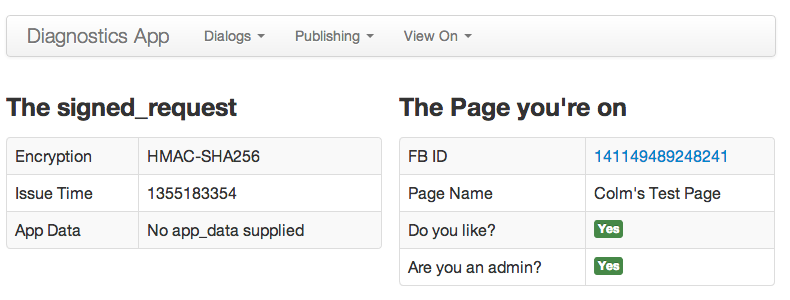 Diagnostics App Dialogs Publishing View On
The signed_request
Encryption HMAC-SHA256
Issue Time 1355183354
App Data No app_data supplied
The Page you're on
FB ID 141149489248241
Page Name Colm's Test Page
Do you like? Yes
Are you an admin? Yes